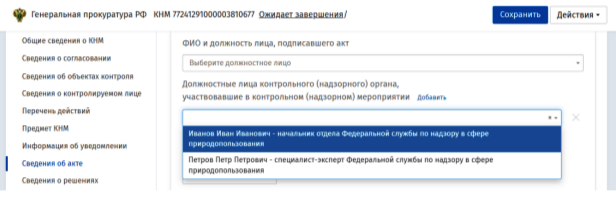 Генеральная прокуратура РФ КНМ 77241291000003810677 Ожидает завершения/
Сохранить Действия
Общие сведения о КНМ
Сведения о согласовании
Сведения об объектах контроля
Сведения о контролируемом лице
Перечень действий
Предмет КНМ
Информация об уведомлении
Сведения об акте
Сведения о решениях
ФИО и должность лица, подписавшего акт
Выберите должностное лицо
Должностные лица контрольного (надзорного) органа,
участвовавшие в контрольном (надзорном) мероприятии Добавить
Иванов Иван Иванович - начальник отдела Федеральной службы по надзору в сфере
природопользования
Петров Петр Петрович - специалист-эксперт Федеральной службы по надзору в сфере
природопользования